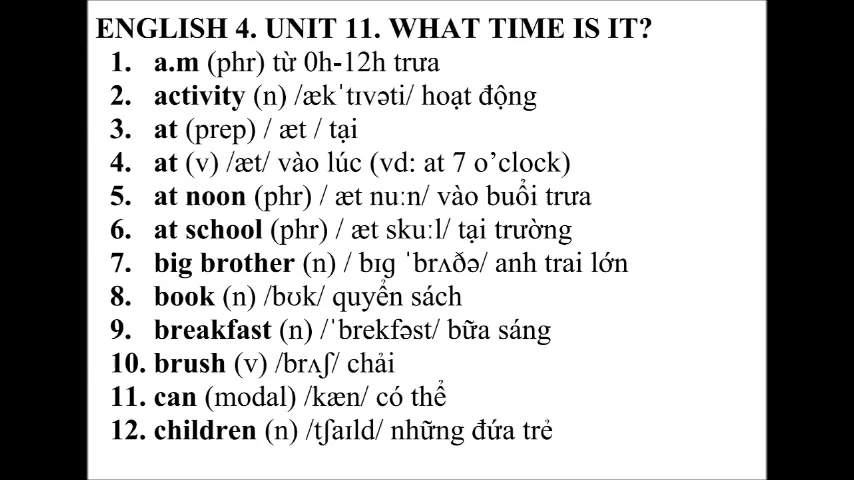 ENGLISH 4. UNIT 11. WHAT TIME IS IT?
1. a.m (phr) từ 0h-12h trưa
2. activity (n) /ækˈtɪvəti/ hoạt động
3. at (prep) / æt / tại
4. at (v) /æt/ vào lúc (vd: at 7 o’clock)
5. at noon (phr) / æt nuːn/ vào buổi trưa
6. at school (phr) / æt skuːl/ tại trường
7. big brother (n) / bɪɡ ˈbrʌðə/ anh trai lớn
8. book (n) /bʊk/ quyển sách
9. breakfast (n) /ˈbrekfəst/ bữa sáng
10. brush (v) /brʌʃ/ chải
11. can (modal) /kæn/ có thể
12. children (n) /tʃaɪld/ những đứa trẻ